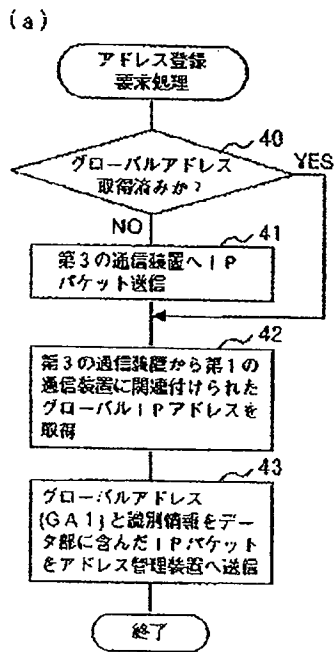 (a)
アドレス登録
要求処理
40
グローバルアドレス
取得済みか?
YES
NO
41
第3の通信装置へIP
パケット送信
42
第3の通信装置から第1の
通信装置に関連付けられた
グローバルIPアドレスを
取得
43
グローバルアドレス
(GA1)と識別情報をデー
タ部に含んだIPパケット
をアドレス管理装置へ送信
終了